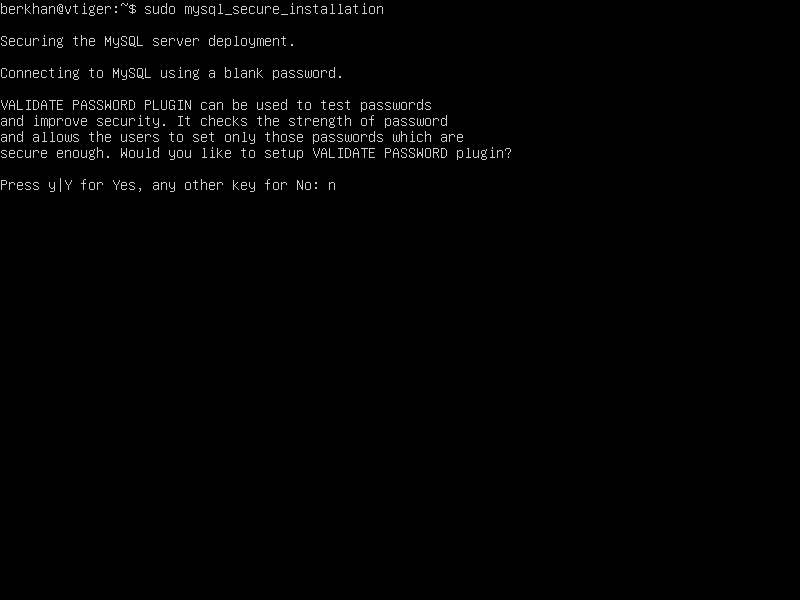 berkhan@vtiger:~$ sudo mysql_secure_installation
Securing the MySQL server deployment.
Connecting to MySQL using a blank password.
VALIDATE PASSWORD PLUGIN can be used to test passwords
and improve security. It checks the strength of password
and allows the users to set only those passwords which are
secure enough. Would you like to setup VALIDATE PASSWORD plugin?
Press y|Y for Yes, any other key for No: n